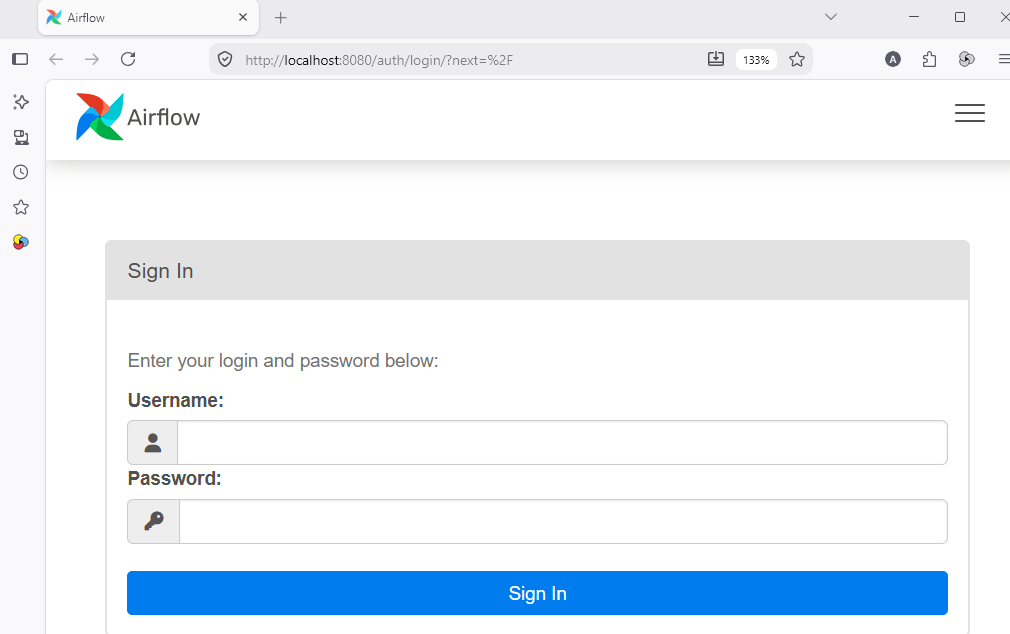 Airflow
http://localhost:8080/auth/login/?next=%2F
133%
A
Airflow
Sign In
Enter your login and password below:
Username:
Password:
Sign In